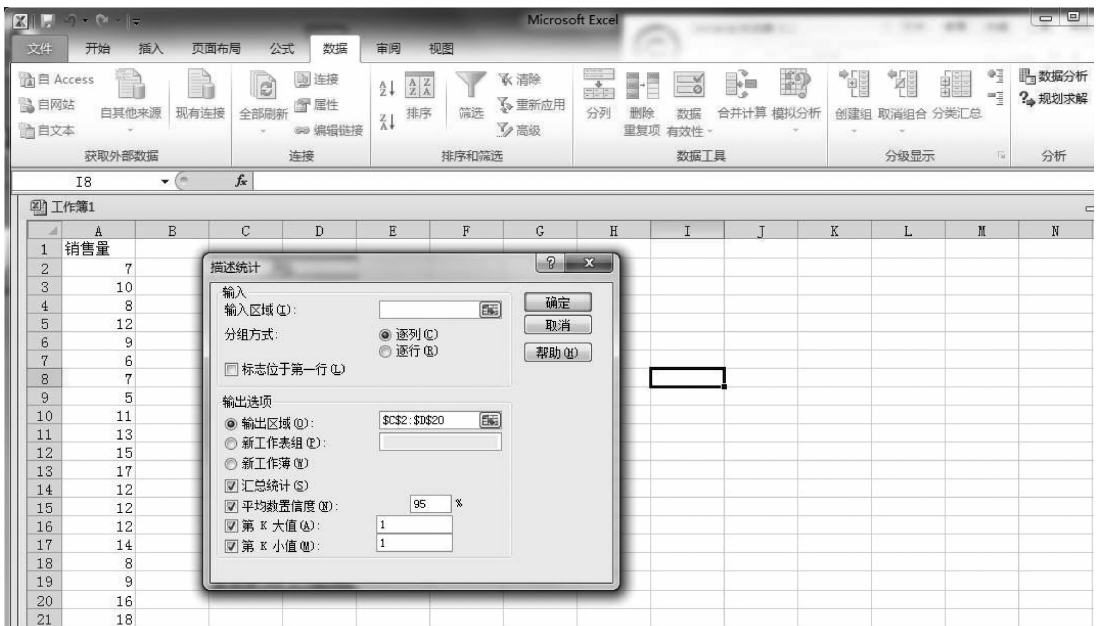 Microsoft Excel
文件 开始 插入 页面布局 公式 数据 审阅 视图
自 Access
自网站
自文本
自其他来源 现有连接
获取外部数据
全部刷新
连接
属性
编辑链接
连接
排序
筛选
清除
重新应用
高级
排序和筛选
分列 删除
重复项 数据
有效性 合并计算 模拟分析
数据工具
创建组 取消组合 分类汇总
分级显示
数据分析
规划求解
分析
I8 fx
工作簿1
A B C D E F G H I J K L M N
1 销售量
2 7
3 10
4 8
5 12
6 9
7 6
8 7
9 5
10 11
11 13
12 15
13 17
14 12
15 12
16 12
17 14
18 8
19 9
20 16
21 18
描述统计
输入
输入区域(I):
分组方式: 逐列(C)
逐行(R)
标志位于第一行(L)
输出选项
输出区域(O): $C$2:$D$20
新工作表组(P):
新工作薄(W)
汇总统计(S)
平均数置信度(N): 95 %
第 K 大值(A): 1
第 K 小值(M): 1
确定
取消
帮助(H)